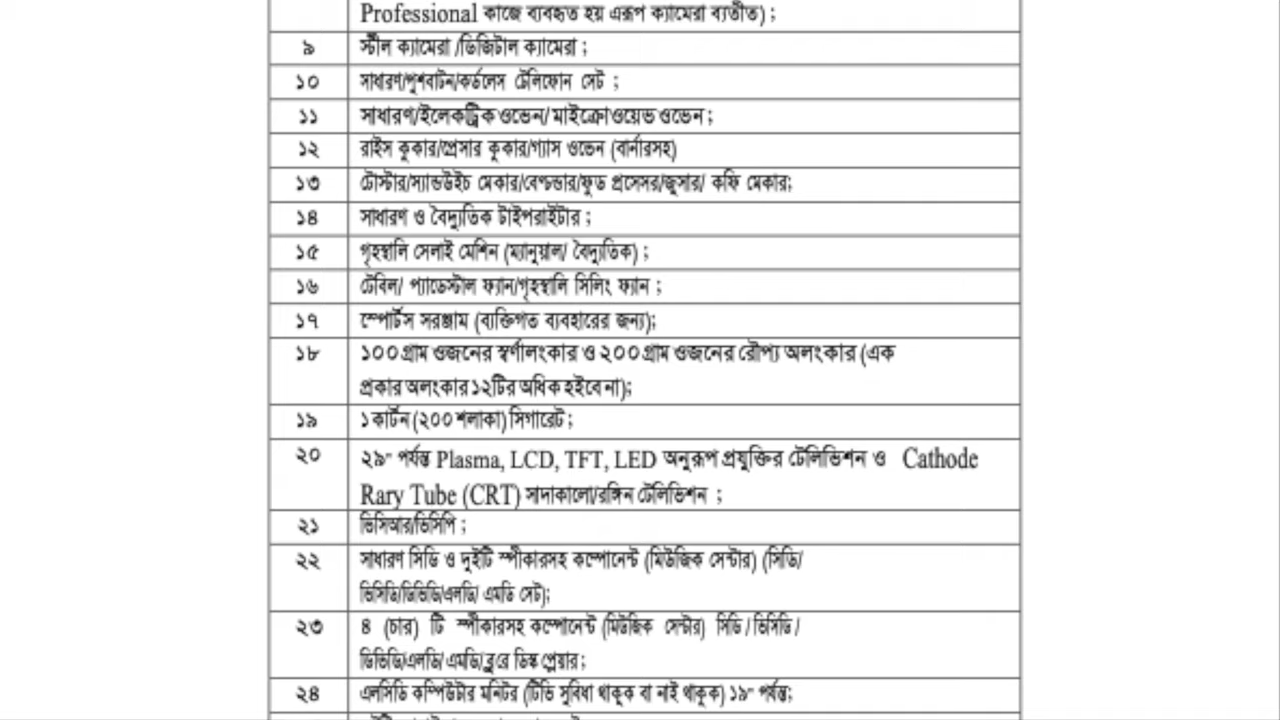 Professional কাজে ব্যবহৃত হয় এরূপ ক্যামেরা ব্যতীত) ;
৯ স্টীল ক্যামেরা /ডিজিটাল ক্যামেরা ;
১০ সাধারণ/পুশবাটন/কর্ডলেস টেলিফোন সেট ;
১১ সাধারণ/ইলেকট্রিক ওভেন/ মাইক্রোওয়েভ ওভেন ;
১২ রাইস কুকার/প্রেসার কুকার/গ্যাস ওভেন (বার্নারসহ)
১৩ টোস্টার/স্যান্ডউইচ মেকার/বেল্ডার/ফুড প্রসেসর/জুসার/ কফি মেকার;
১৪ সাধারণ ও বৈদ্যুতিক টাইপরাইটার ;
১৫ গৃহস্থালি সেলাই মেশিন (ম্যানুয়াল/ বৈদ্যুতিক) ;
১৬ টেবিল/ প্যাডেস্টাল ফ্যান/গৃহস্থালি সিলিং ফ্যান ;
১৭ স্পোর্টস সরঞ্জাম (ব্যক্তিগত ব্যবহারের জন্য);
১৮ ১০০ গ্রাম ওজনের স্বর্ণালংকার ও ২০০ গ্রাম ওজনের রৌপ্য অলংকার (এক
প্রকার অলংকার ১২টির অধিক হইবে না);
১৯ ১ কার্টন (২০০ শলাকা) সিগারেট ;
২০ ২৯" পর্যন্ত Plasma, LCD, TFT, LED অনুরূপ প্রযুক্তির টেলিভিশন ও Cathode
Rary Tube (CRT) সাদাকালো/রঙ্গিন টেলিভিশন ;
২১ ভিসিআর/ভিসিপি ;
২২ সাধারণ সিডি ও দুইটি স্পীকারসহ কম্পোনেন্ট (মিউজিক সেন্টার) (সিডি/
ভিসিডি/ডিভিডি/এলডি/ এমডি সেট);
২৩ ৪ (চার) টি স্পীকারসহ কম্পোনেন্ট (মিউজিক সেন্টার) সিডি / ভিসিডি /
ডিভিডি/এলডি/ এমডি/ব্লুরে ডিস্ক প্লেয়ার ;
২৪ এলসিডি কম্পিউটার মনিটর (টিভি সুবিধা থাকুক বা নাই থাকুক) ১৯" পর্যন্ত;